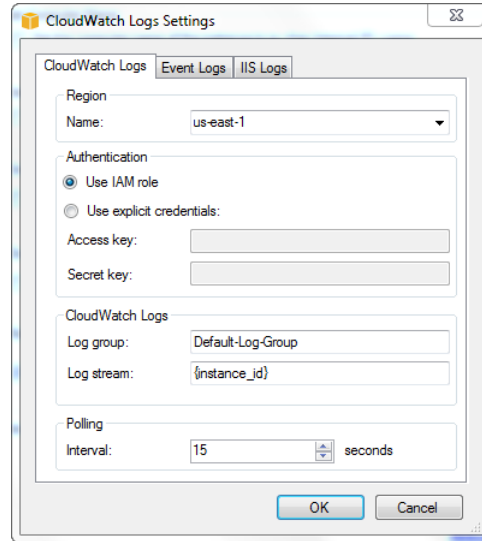 CloudWatch Logs Settings
CloudWatch Logs Event Logs IIS Logs
Region
Name: us-east-1
Authentication
Use IAM role
Use explicit credentials:
Access key:
Secret key:
CloudWatch Logs
Log group: Default-Log-Group
Log stream: {instance_id}
Polling
Interval: 15 seconds
OK Cancel